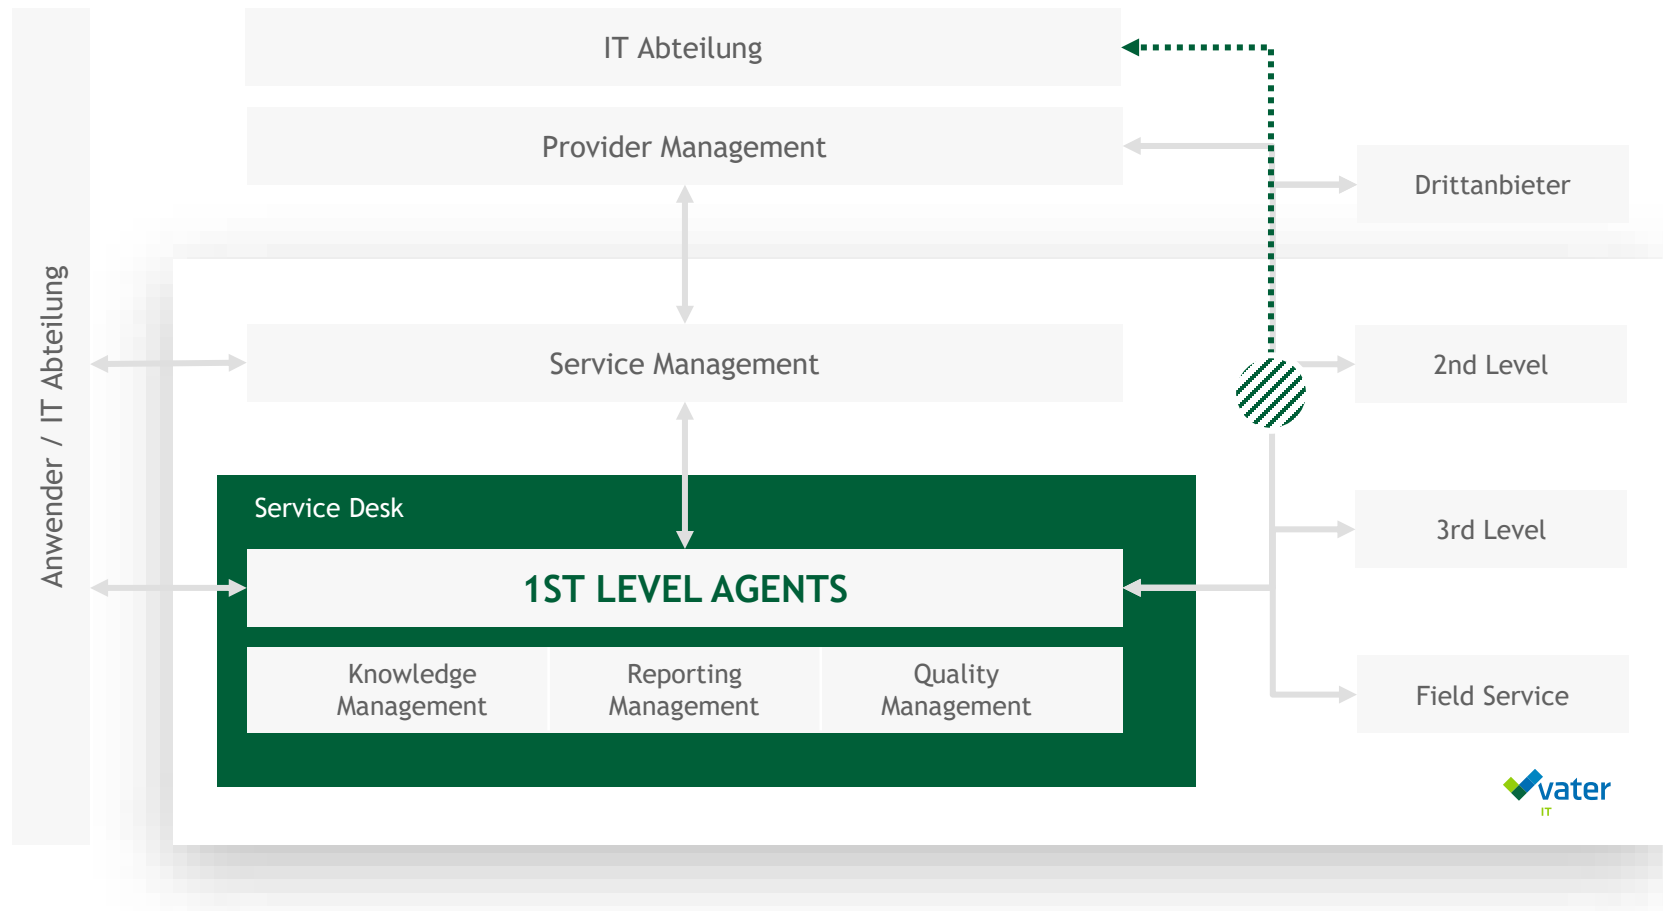 IT Abteilung
Provider Management
Drittanbieter
Anwender / IT Abteilung
Service Management
2nd Level
Service Desk
3rd Level
1ST LEVEL AGENTS
Knowledge
Management
Reporting
Management
Quality
Management
Field Service
vater
IT